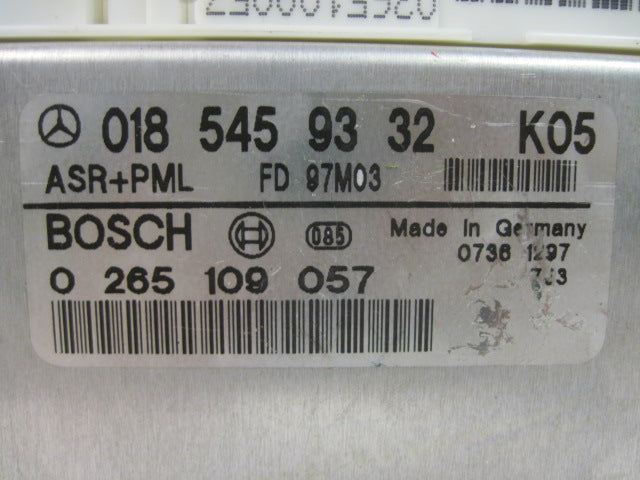 018 545 93 32 K05
ASR+PML FD 97M03
BOSCH 085 Made In Germany
0736 1297
0 265 109 057